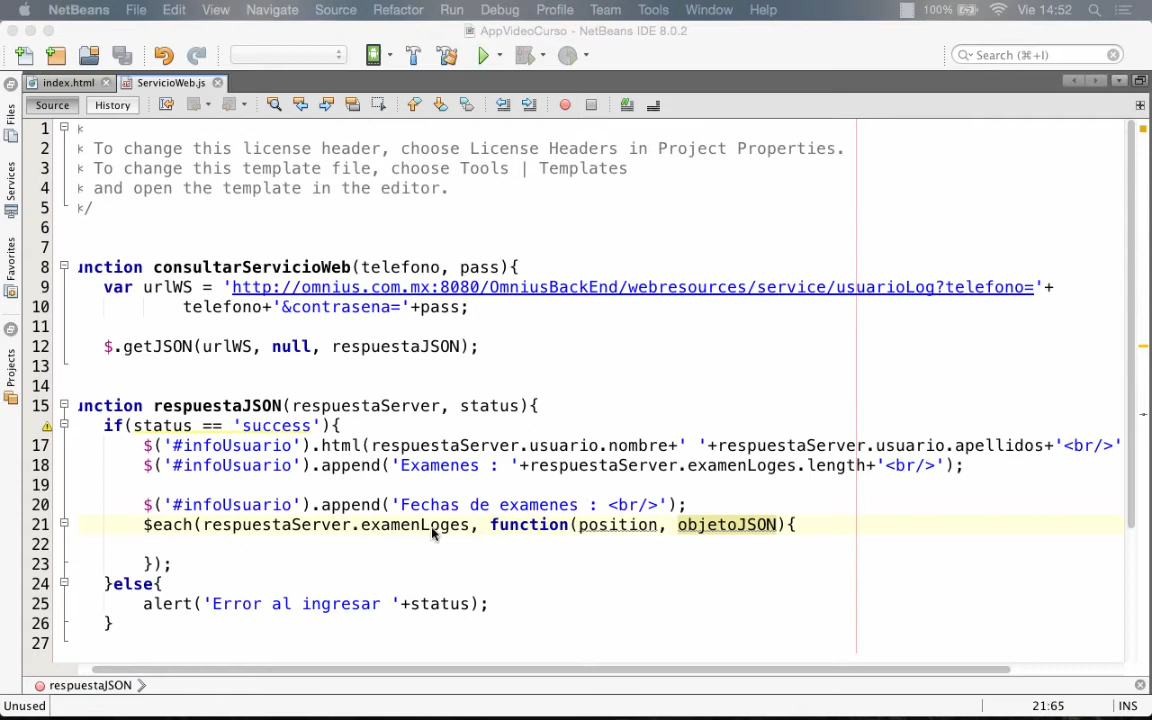 NetBeans File Edit View Navigate Source Refactor Run Debug Profile Team Tools Window Help 100% Vie 14:52
AppVideoCurso - NetBeans IDE 8.0.2
Search (⌘+I)
index.html ServicioWeb.js
Source History
Files
Services
Favorites
Projects
1 *
2 * To change this license header, choose License Headers in Project Properties.
3 * To change this template file, choose Tools | Templates
4 * and open the template in the editor.
5 */
6
7
8 unction consultarServicioWeb(telefono, pass){
9 var urlWS = 'http://omnius.com.mx:8080/OmniusBackEnd/webresources/service/usuarioLog?telefono='+
10 telefono+'&contrasena='+pass;
11
12 $.getJSON(urlWS, null, respuestaJSON);
13
14
15 unction respuestaJSON(respuestaServer, status){
if(status == 'success'){
17 $('#infoUsuario').html(respuestaServer.usuario.nombre+' '+respuestaServer.usuario.apellidos+'<br/>'
18 $('#infoUsuario').append('Examenes : '+respuestaServer.examenLoges.length+'<br/>');
19
20 $('#infoUsuario').append('Fechas de examenes : <br/>');
21 $each(respuestaServer.examenLoges, function(position, objetoJSON){
22
23 });
24 }else{
25 alert('Error al ingresar '+status);
26 }
27
respuestaJSON
Unused 21:65 INS